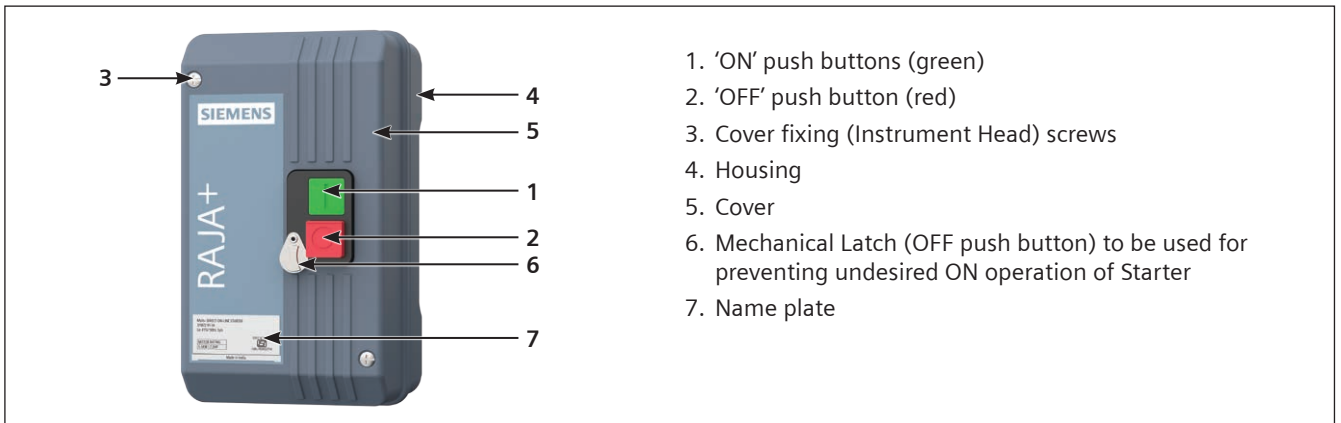 3
SIEMENS
RAJA+
4
5
1
2
6
7
1. ‘ON’ push buttons (green)
2. ‘OFF’ push button (red)
3. Cover fixing (Instrument Head) screws
4. Housing
5. Cover
6. Mechanical Latch (OFF push button) to be used for
preventing undesired ON operation of Starter
7. Name plate